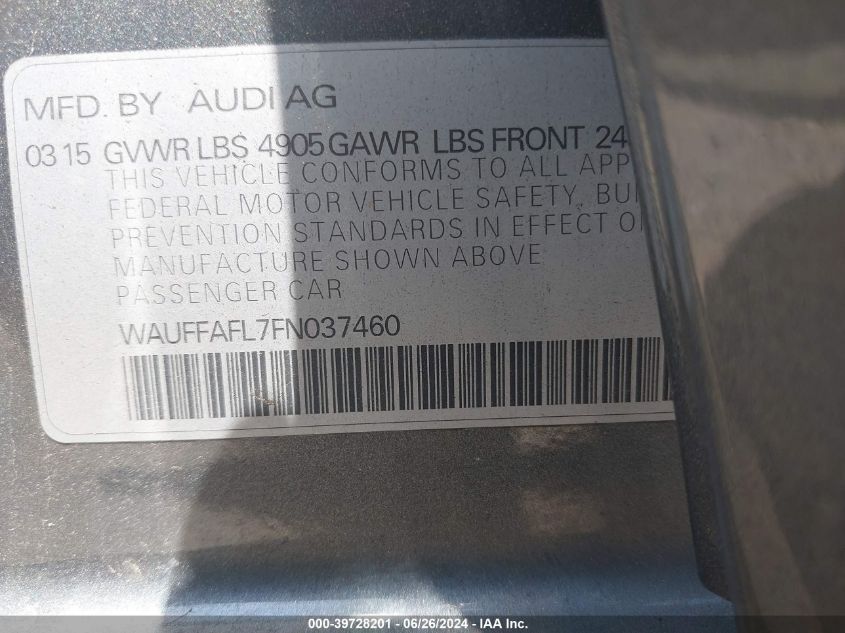 MFD. BY AUDI AG
03 15 GVWR LBS 4905 GAWR LBS FRONT 24
THIS VEHICLE CONFORMS TO ALL APP
FEDERAL MOTOR VEHICLE SAFETY, BU
PREVENTION STANDARDS IN EFFECT O
MANUFACTURE SHOWN ABOVE
PASSENGER CAR
WAUFFAFL7FN037460
000-39728201 - 06/26/2024 - IAA Inc.